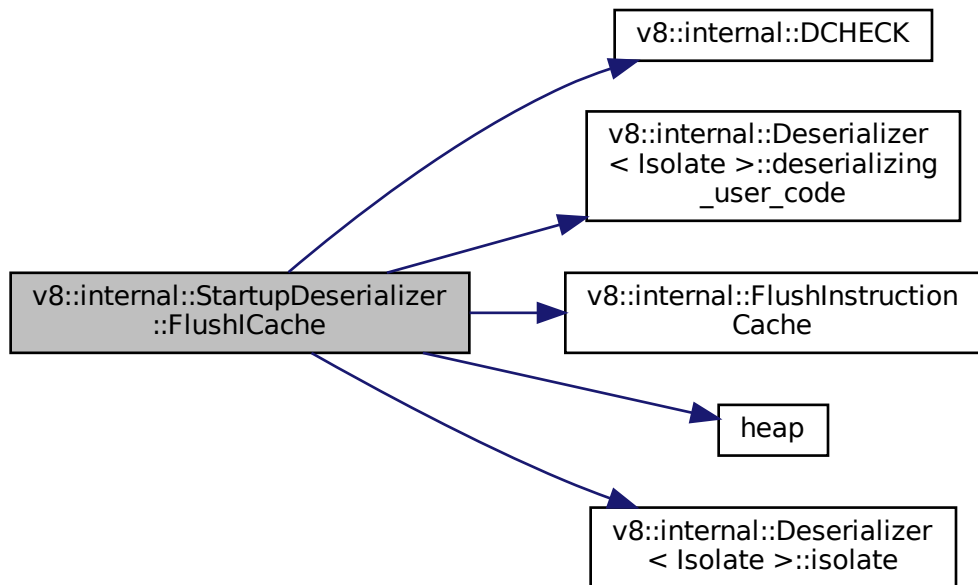 v8::internal::DCHECK
v8::internal::Deserializer
< Isolate >::deserializing
_user_code
v8::internal::StartupDeserializer
::FlushICache
v8::internal::FlushInstruction
Cache
heap
v8::internal::Deserializer
< Isolate >::isolate